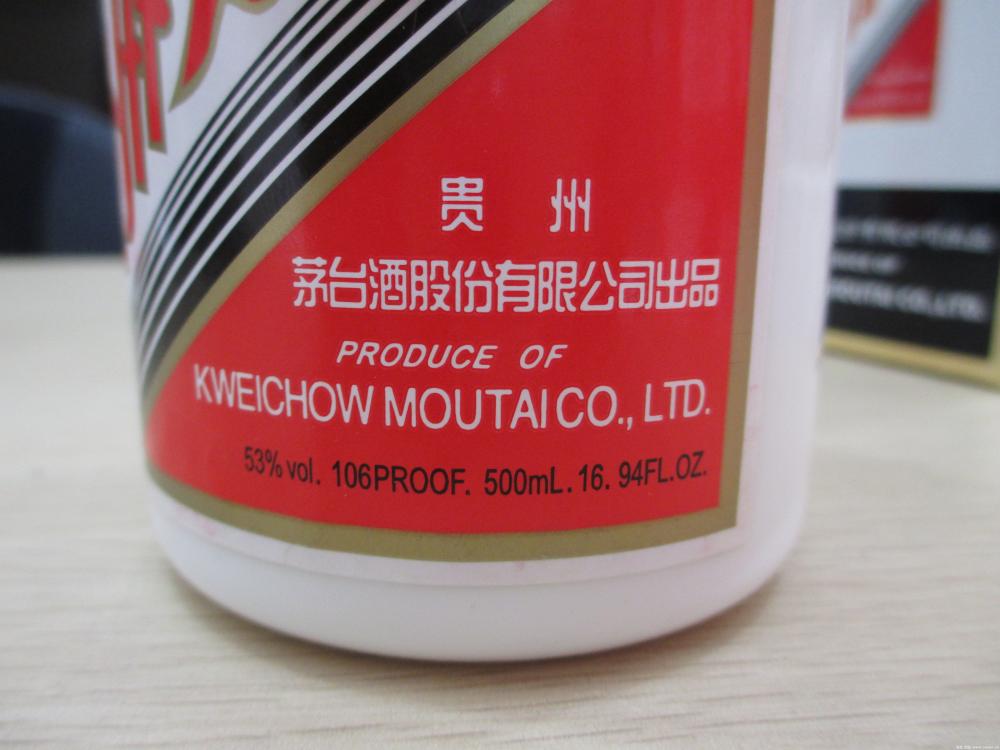 贵 州
茅台酒股份有限公司出品
PRODUCE OF
KWEICHOW MOUTAI CO., LTD.
53% vol. 106PROOF. 500mL. 16. 94FL.OZ.